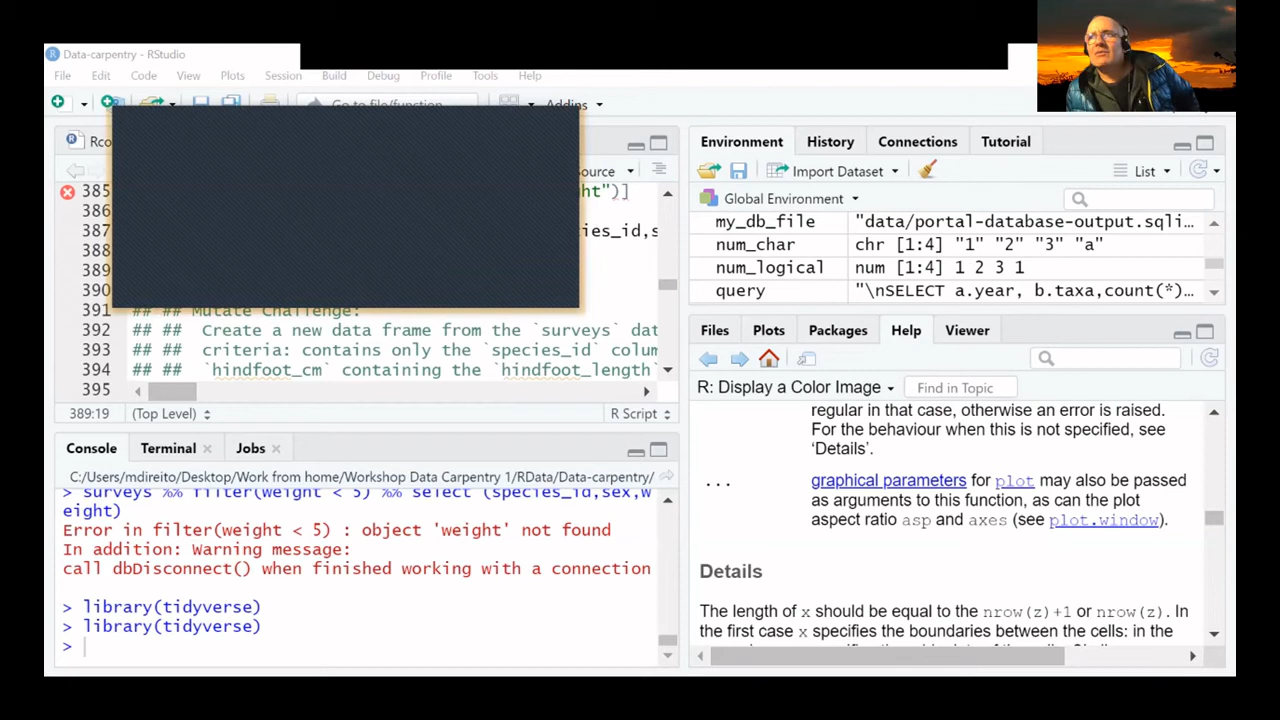 Data-carpentry - RStudio
File Edit Code View Plots Session Build Debug Profile Tools Help
Go to file/function Addins
Rco
Source
385 ht")]
386
387 ies_id,s
388
389
390
391 ## ## Mutate Challenge:
392 ## ## Create a new data frame from the `surveys` dat
393 ## ## criteria: contains only the `species_id` colum
394 ## ## `hindfoot_cm` containing the `hindfoot_length`
395
389:19 (Top Level) R Script
Console Terminal Jobs
C:/Users/mdireito/Desktop/Work from home/Workshop Data Carpentry 1/RData/Data-carpentry/
> surveys %% filter(weight < 5) %% select (species_id,sex,w
eight)
Error in filter(weight < 5) : object 'weight' not found
In addition: Warning message:
call dbDisconnect() when finished working with a connection
> library(tidyverse)
> library(tidyverse)
>
Environment History Connections Tutorial
Import Dataset List
Global Environment
my_db_file "data/portal-database-output.sqli…
num_char chr [1:4] "1" "2" "3" "a"
num_logical num [1:4] 1 2 3 1
query "\nSELECT a.year, b.taxa,count(*)…
Files Plots Packages Help Viewer
R: Display a Color Image Find in Topic
regular in that case, otherwise an error is raised.
For the behaviour when this is not specified, see
‘Details’.
... graphical parameters for plot may also be passed
as arguments to this function, as can the plot
aspect ratio asp and axes (see plot.window).
Details
The length of x should be equal to the nrow(z)+1 or nrow(z). In
the first case x specifies the boundaries between the cells: in the